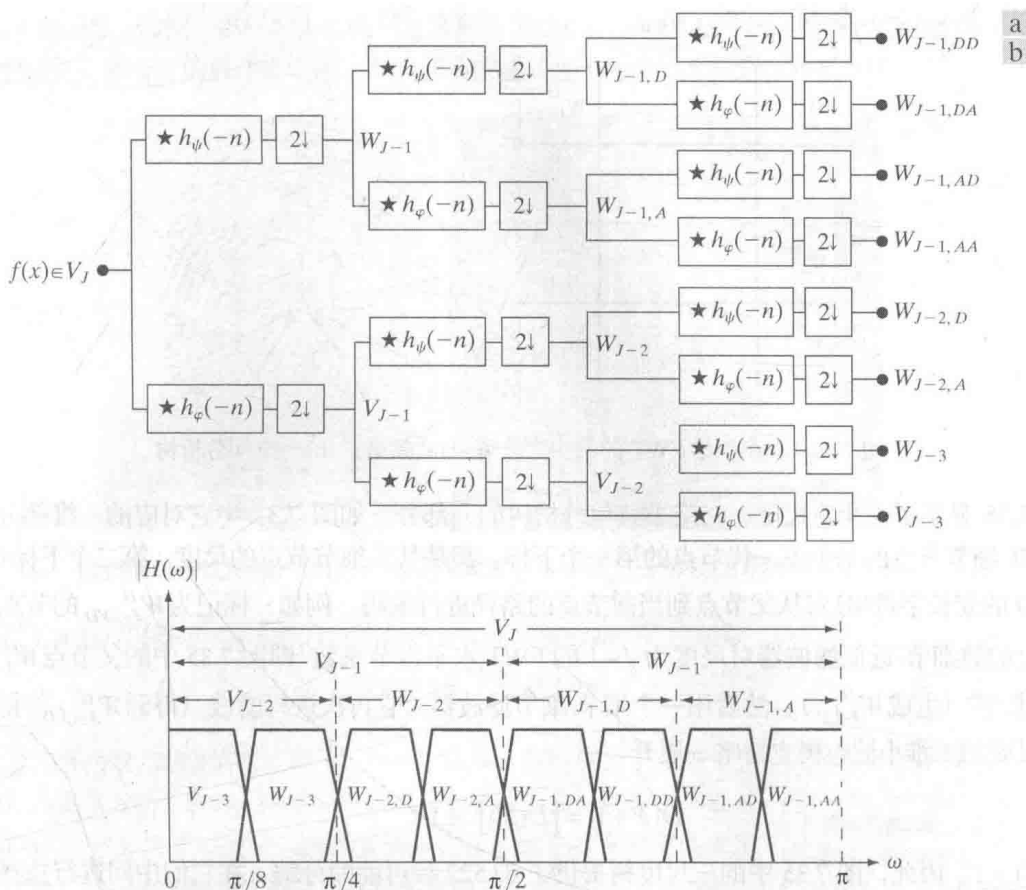 a
b
★ h_ψ(−n) 2↓ W_{J−1,DD}
★ h_ψ(−n) 2↓ W_{J−1,D}
★ h_φ(−n) 2↓ W_{J−1,DA}
★ h_ψ(−n) 2↓ W_{J−1}
★ h_ψ(−n) 2↓ W_{J−1,AD}
★ h_φ(−n) 2↓ W_{J−1,A}
★ h_φ(−n) 2↓ W_{J−1,AA}
f(x)∈V_J
★ h_ψ(−n) 2↓ W_{J−2,D}
★ h_ψ(−n) 2↓ W_{J−2}
★ h_φ(−n) 2↓ W_{J−2,A}
★ h_φ(−n) 2↓ V_{J−1}
★ h_ψ(−n) 2↓ W_{J−3}
★ h_φ(−n) 2↓ V_{J−2}
★ h_φ(−n) 2↓ V_{J−3}
|H(ω)|
V_J
V_{J−1} W_{J−1}
V_{J−2} W_{J−2} W_{J−1,D} W_{J−1,A}
V_{J−3} W_{J−3} W_{J−2,D} W_{J−2,A} W_{J−1,DA} W_{J−1,DD} W_{J−1,AD} W_{J−1,AA}
ω
0 π/8 π/4 π/2 π